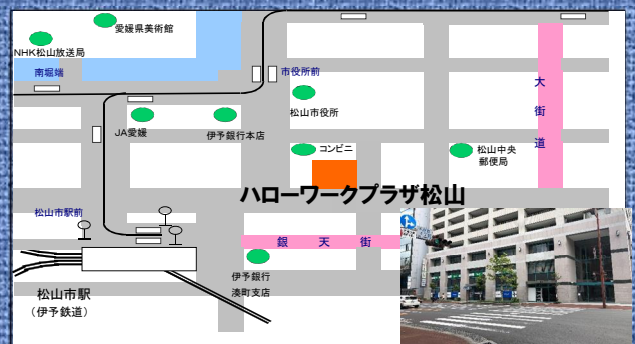 愛媛県美術館
NHK松山放送局
南堀端
市役所前
大街道
松山市役所
JA愛媛
伊予銀行本店
コンビニ
松山中央
郵便局
ハローワークプラザ松山
松山市駅前
銀天街
伊予銀行
湊町支店
松山市駅
(伊予鉄道)